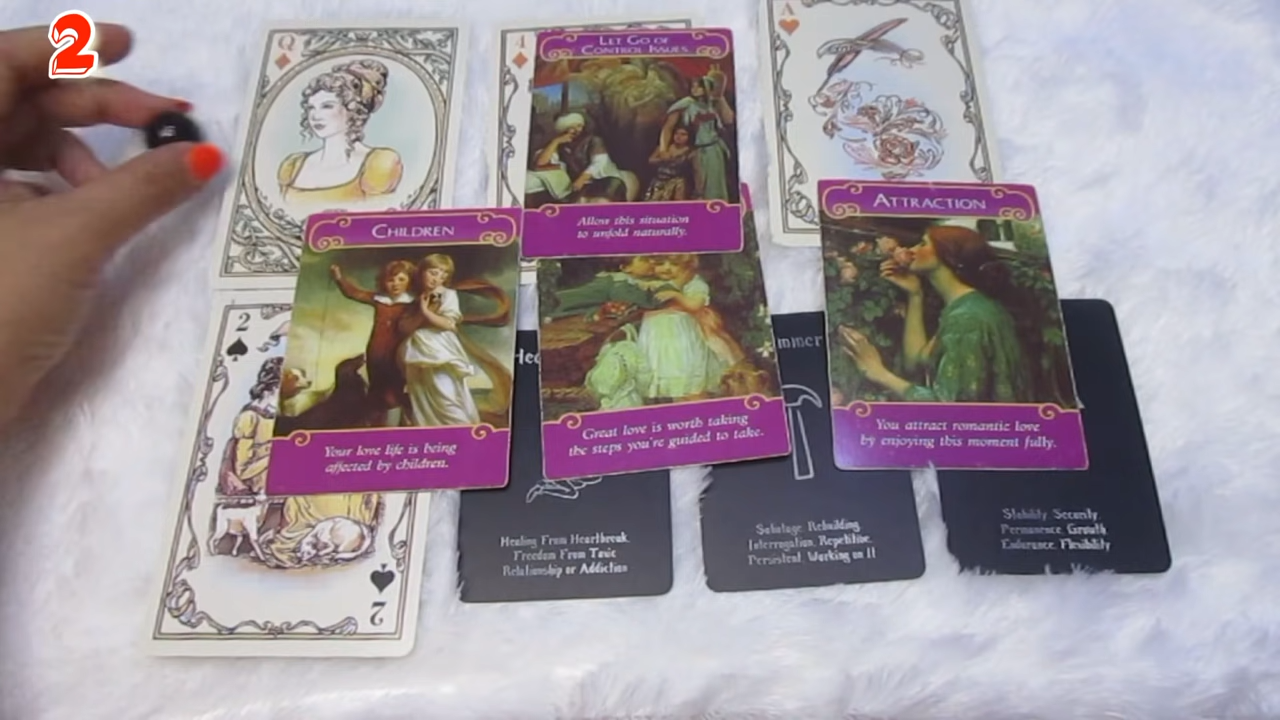 2
Q
4
A
LET GO OF
CONTROL ISSUES
Allow this situation
to unfold naturally.
CHILDREN
Your love life is being
affected by children.
Great love is worth taking
the steps you're guided to take.
ATTRACTION
You attract romantic love
by enjoying this moment fully.
2
Healing From Heartbreak,
Freedom From Toxic
Relationship or Addiction
Sabotage, Rebuilding
Interrogation, Repetitive,
Persistent, Working on It
Stability, Security,
Permanence, Growth
Endurance, Flexibility
2